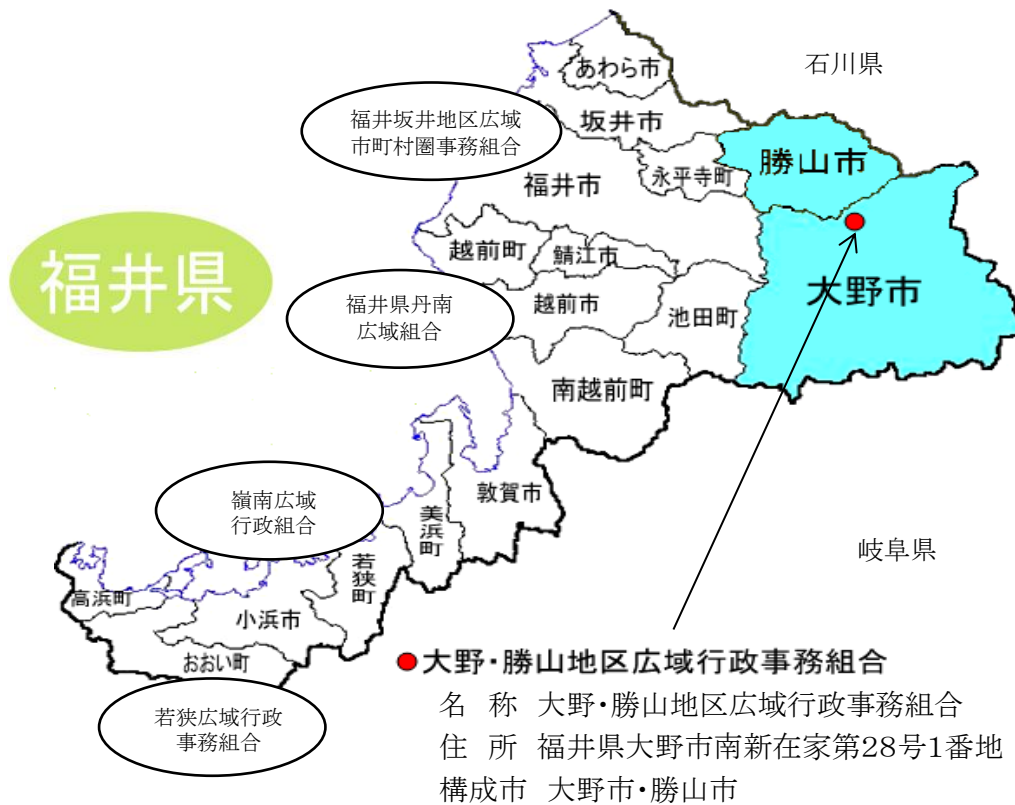 石川県
あわら市
福井坂井地区広域
市町村圏事務組合
坂井市
勝山市
永平寺町
福井市
福井県
越前町
鯖江市
大野市
福井県丹南
広域組合
越前市
池田町
南越前町
嶺南広域
行政組合
敦賀市
美浜町
若狭町
岐阜県
高浜町
小浜市
おおい町
若狭広域行政
事務組合
●大野・勝山地区広域行政事務組合
名 称 大野・勝山地区広域行政事務組合
住 所 福井県大野市南新在家第28号1番地
構成市 大野市・勝山市